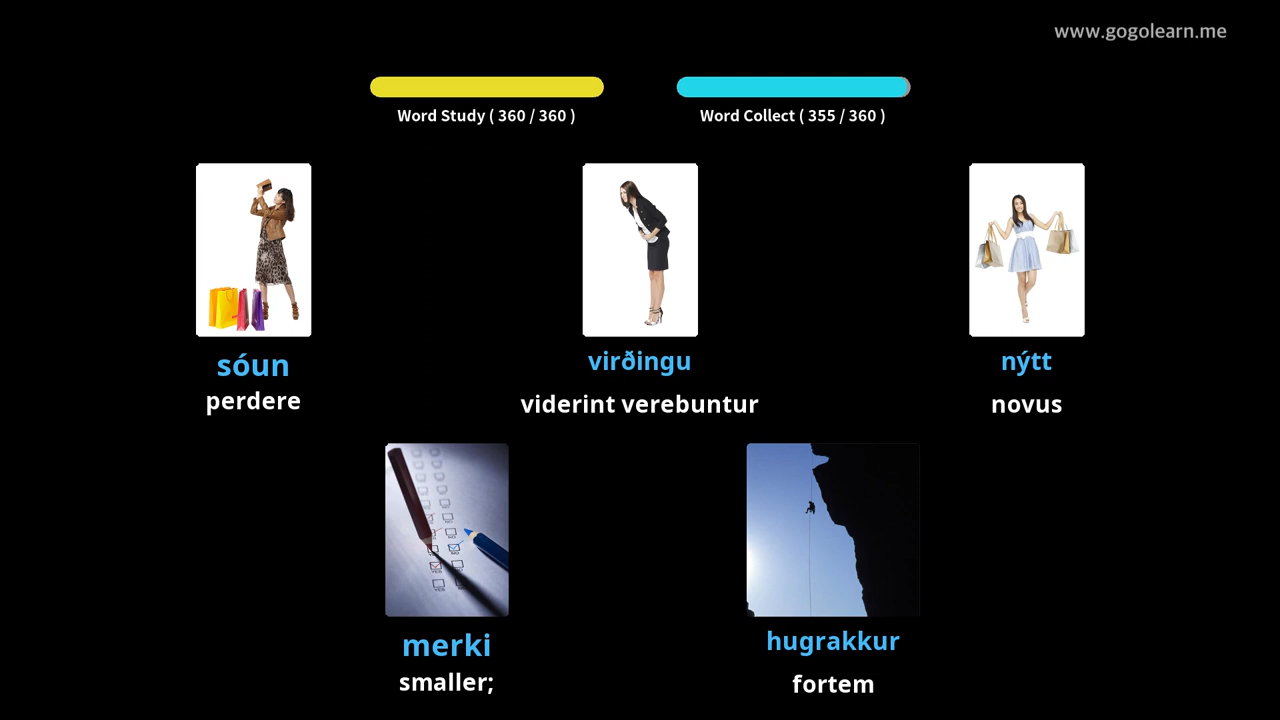 www.gogolearn.me
Word Study ( 360 / 360 )
Word Collect ( 355 / 360 )
sóun
perdere
virðingu
viderint verebuntur
nýtt
novus
merki
smaller;
hugrakkur
fortem